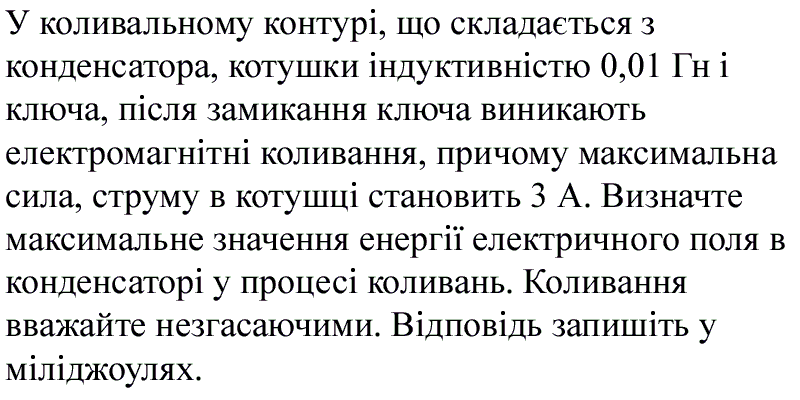 У коливальному контурі, що складається з
конденсатора, котушки індуктивністю 0,01 Гн і
ключа, після замикання ключа виникають
електромагнітні коливання, причому максимальна
сила, струму в котушці становить 3 А. Визначте
максимальне значення енергії електричного поля в
конденсаторі у процесі коливань. Коливання
вважайте незгасаючими. Відповідь запишіть у
міліджоулях.